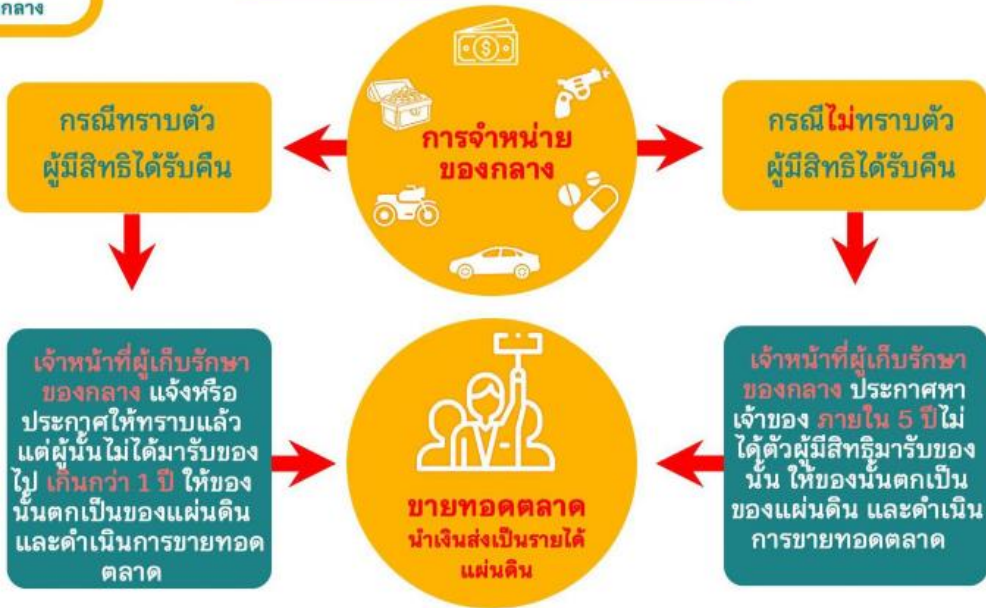 กลาง
กรณีทราบตัว
ผู้มีสิทธิได้รับคืน
การจำหน่าย
ของกลาง
กรณีไม่ทราบตัว
ผู้มีสิทธิได้รับคืน
เจ้าหน้าที่ผู้เก็บรักษา
ของกลาง แจ้งหรือ
ประกาศให้ทราบแล้ว
แต่ผู้นั้นไม่ได้มารับของ
ไป เกินกว่า 1 ปี ให้ของ
นั้นตกเป็นของแผ่นดิน
และดำเนินการขายทอด
ตลาด
ขายทอดตลาด
นำเงินส่งเป็นรายได้
แผ่นดิน
เจ้าหน้าที่ผู้เก็บรักษา
ของกลาง ประกาศหา
เจ้าของ ภายใน 5 ปีไม่
ได้ตัวผู้มีสิทธิมารับของ
นั้น ให้ของนั้นตกเป็น
ของแผ่นดิน และดำเนิน
การขายทอดตลาด